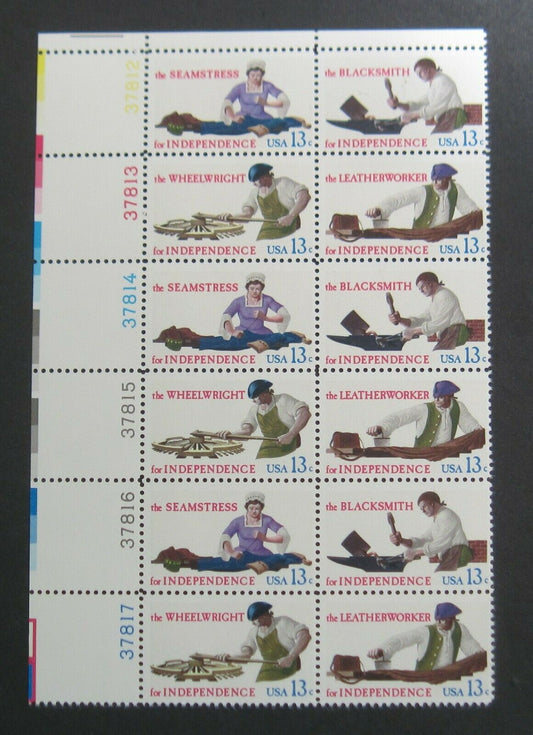 37812
the SEAMSTRESS
for INDEPENDENCE USA 13c
the BLACKSMITH
for INDEPENDENCE USA 13c
37813
the WHEELWRIGHT
for INDEPENDENCE USA 13c
the LEATHERWORKER
for INDEPENDENCE USA 13c
37814
the SEAMSTRESS
for INDEPENDENCE USA 13c
the BLACKSMITH
for INDEPENDENCE USA 13c
37815
the WHEELWRIGHT
for INDEPENDENCE USA 13c
the LEATHERWORKER
for INDEPENDENCE USA 13c
37816
the SEAMSTRESS
for INDEPENDENCE USA 13c
the BLACKSMITH
for INDEPENDENCE USA 13c
37817
the WHEELWRIGHT
for INDEPENDENCE USA 13c
the LEATHERWORKER
for INDEPENDENCE USA 13c